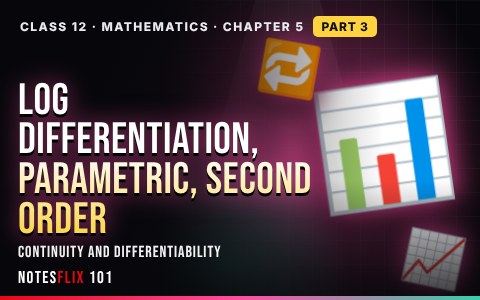 CLASS 12 · MATHEMATICS · CHAPTER 5 PART 3
LOG
DIFFERENTIATION,
PARAMETRIC, SECOND
ORDER
CONTINUITY AND DIFFERENTIABILITY
NOTESFLIX 101